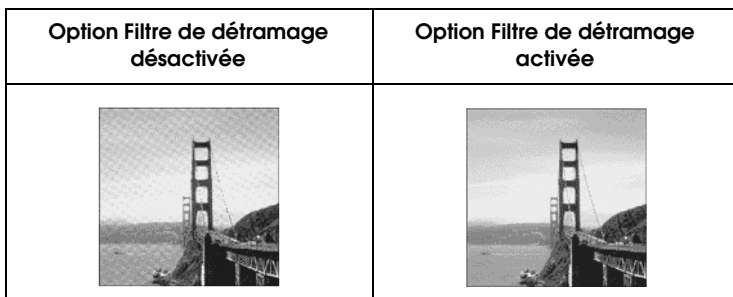 Option Filtre de détramage
désactivée
Option Filtre de détramage
activée